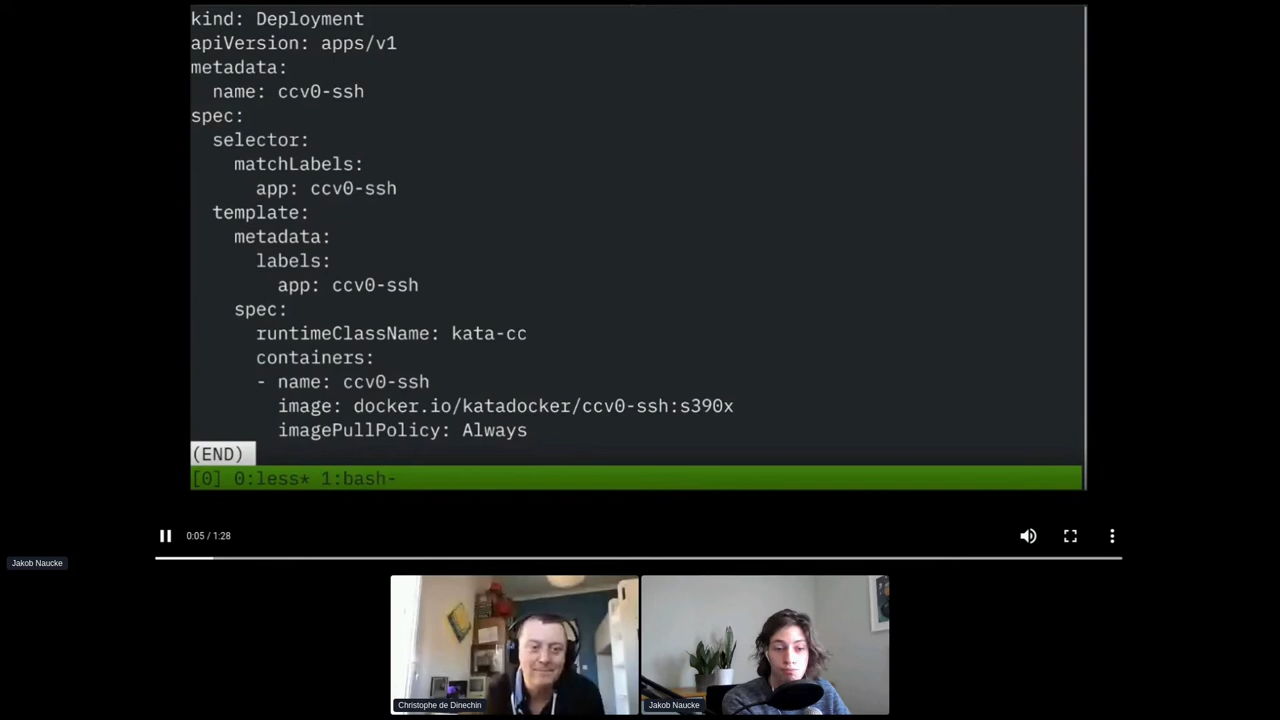 kind: Deployment
apiVersion: apps/v1
metadata:
  name: ccv0-ssh
spec:
  selector:
    matchLabels:
      app: ccv0-ssh
  template:
    metadata:
      labels:
        app: ccv0-ssh
    spec:
      runtimeClassName: kata-cc
      containers:
      - name: ccv0-ssh
        image: docker.io/katadocker/ccv0-ssh:s390x
        imagePullPolicy: Always
(END)
[0] 0:less* 1:bash-
0:05 / 1:28
Jakob Naucke
Christophe de Dinechin
Jakob Naucke